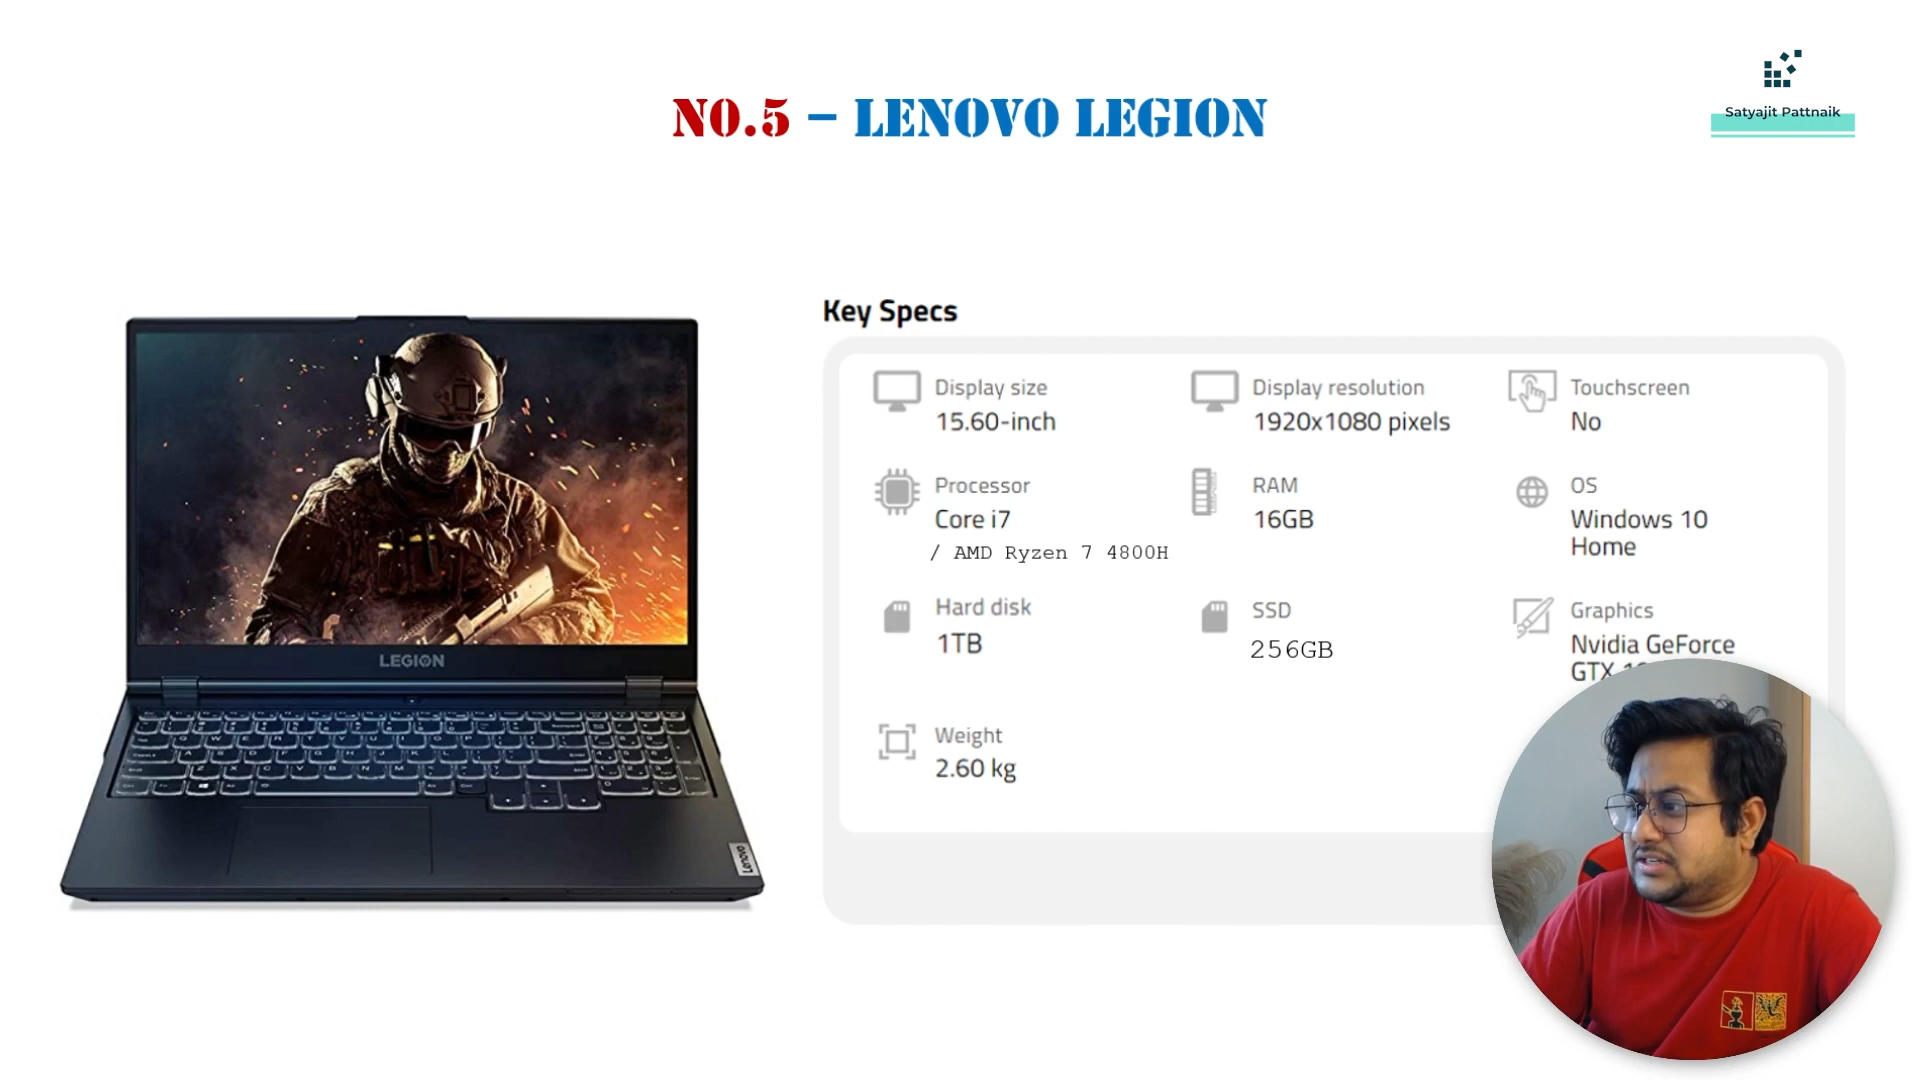 NO.5 – LENOVO LEGION
Satyajit Pattnaik
Key Specs
Display size
15.60-inch
Display resolution
1920x1080 pixels
Touchscreen
No
Processor
Core i7
/ AMD Ryzen 7 4800H
RAM
16GB
OS
Windows 10
Home
Hard disk
1TB
SSD
256GB
Graphics
Nvidia GeForce
GTX
Weight
2.60 kg
LEGION
Lenovo